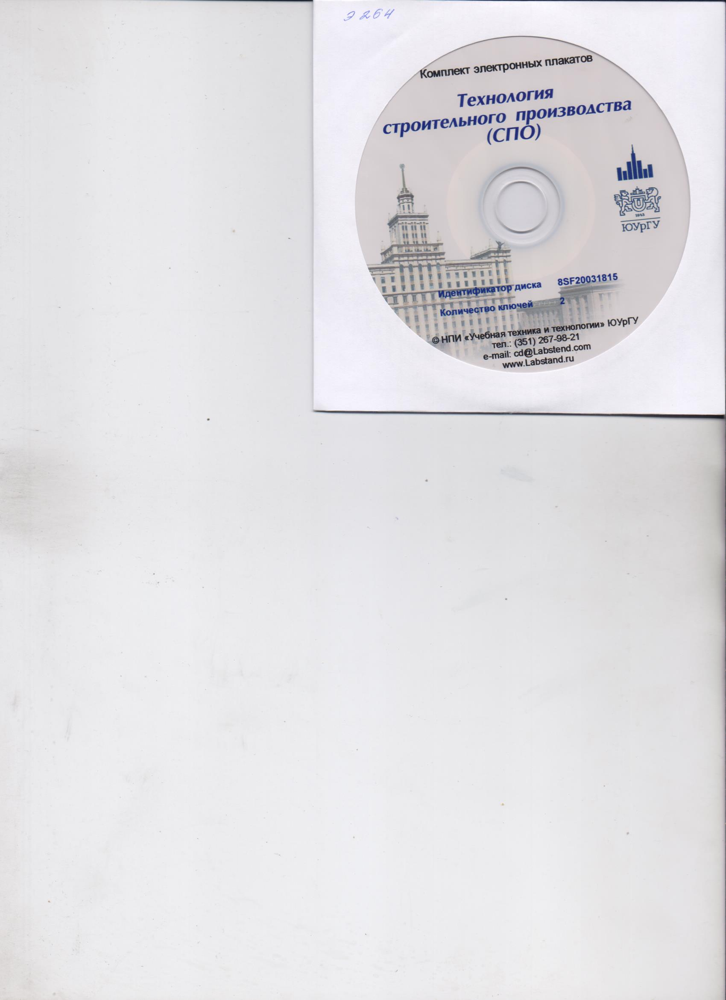 Э 264
Комплект электронных плакатов
Технология
строительного производства
(СПО)
1943
ЮУрГУ
Идентификатор диска 8SF20031815
Количество ключей 2
© НПИ «Учебная техника и технологии» ЮУрГУ
тел.: (351) 267-98-21
e-mail: cd@Labstend.com
www.Labstand.ru